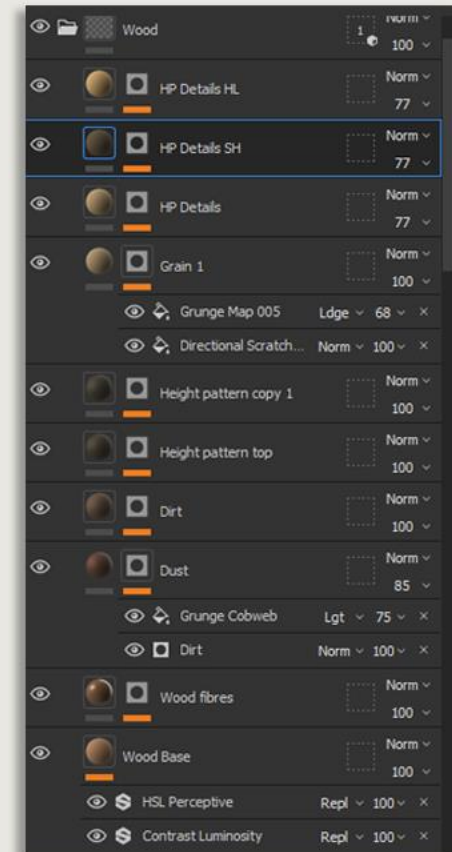 Wood 1 Norm
100
HP Details HL Norm
77
HP Details SH Norm
77
HP Details Norm
77
Grain 1 Norm
100
Grunge Map 005 Ldge 68 ×
Directional Scratch... Norm 100 ×
Height pattern copy 1 Norm
100
Height pattern top Norm
100
Dirt Norm
100
Dust Norm
85
Grunge Cobweb Lgt 75 ×
Dirt Norm 100 ×
Wood fibres Norm
100
Wood Base Norm
100
HSL Perceptive Repl 100 ×
Contrast Luminosity Repl 100 ×